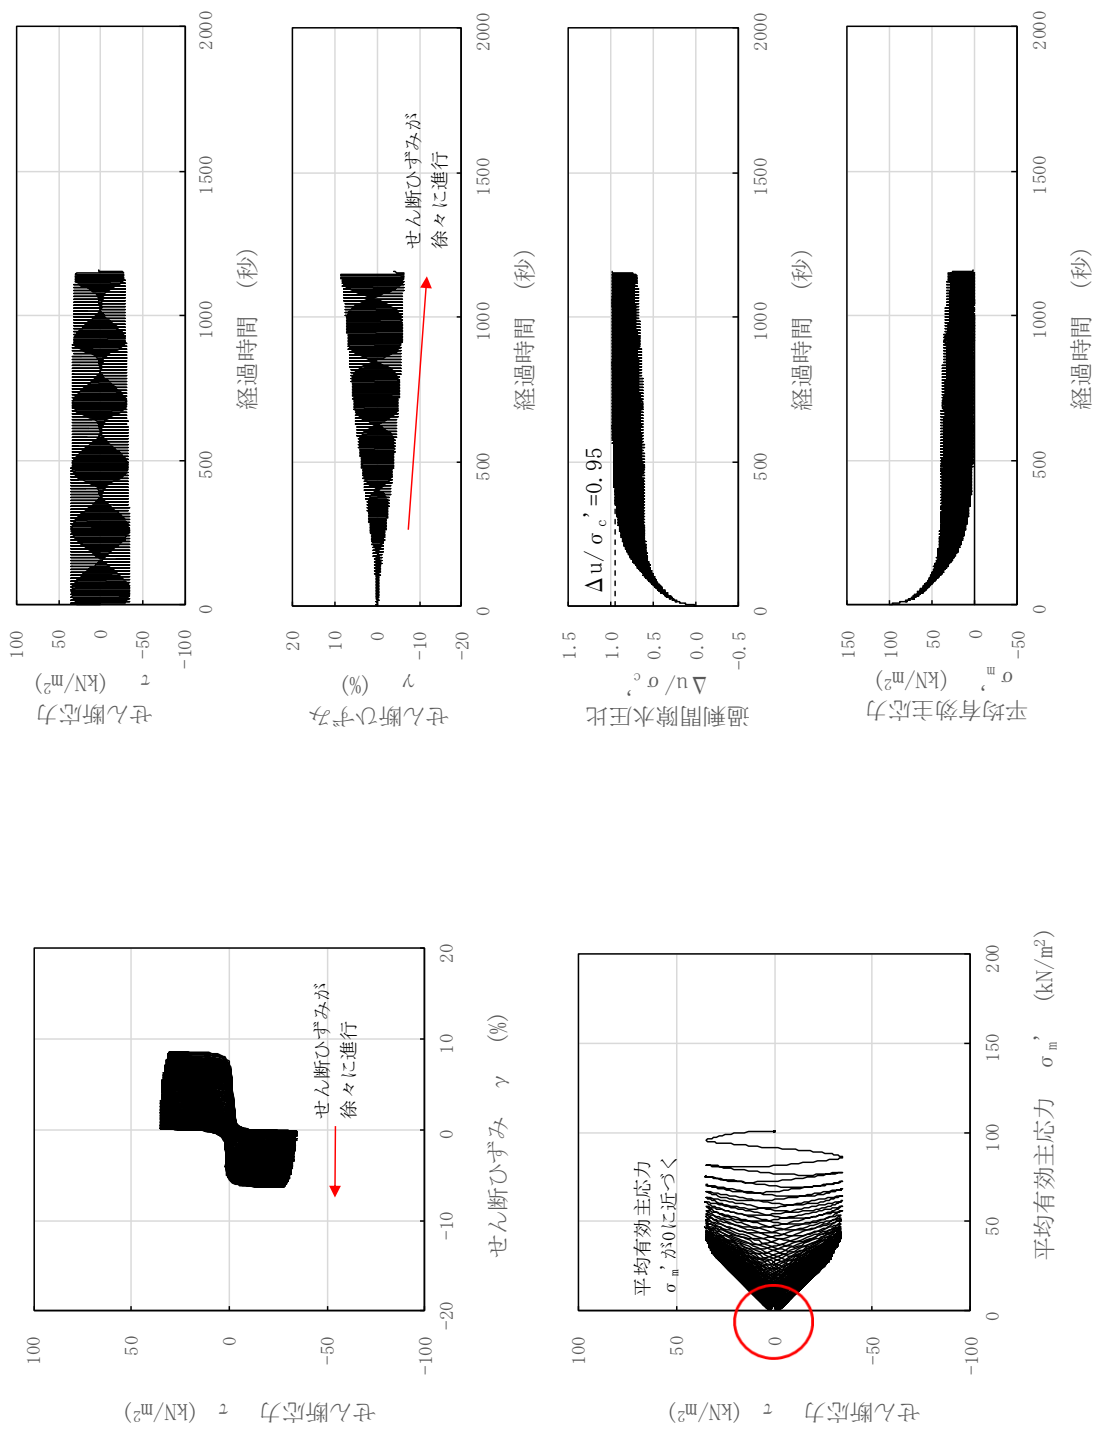 100
50
0
-50
-100
せん断応力 τ (kN/m²)
-20
-10
0
10
20
せん断ひずみ γ (%)
せん断ひずみが
徐々に進行
100
50
0
-50
-100
せん断応力 τ (kN/m²)
0
50
100
150
200
平均有効主応力 σm' (kN/m²)
平均有効主応力
σm'が0に近づく
100
50
0
-50
-100
せん断応力
τ (kN/m²)
0
500
1000
1500
2000
経過時間 (秒)
20
10
0
-10
-20
せん断ひずみ
γ (%)
0
500
1000
1500
2000
経過時間 (秒)
せん断ひずみが
徐々に進行
1.5
1.0
0.5
0.0
-0.5
過剰間隙水圧比
Δu/σc'
0
500
1000
1500
2000
経過時間 (秒)
Δu/σc'=0.95
150
100
50
0
-50
平均有効主応力
σ'm (kN/m²)
0
500
1000
1500
2000
経過時間 (秒)